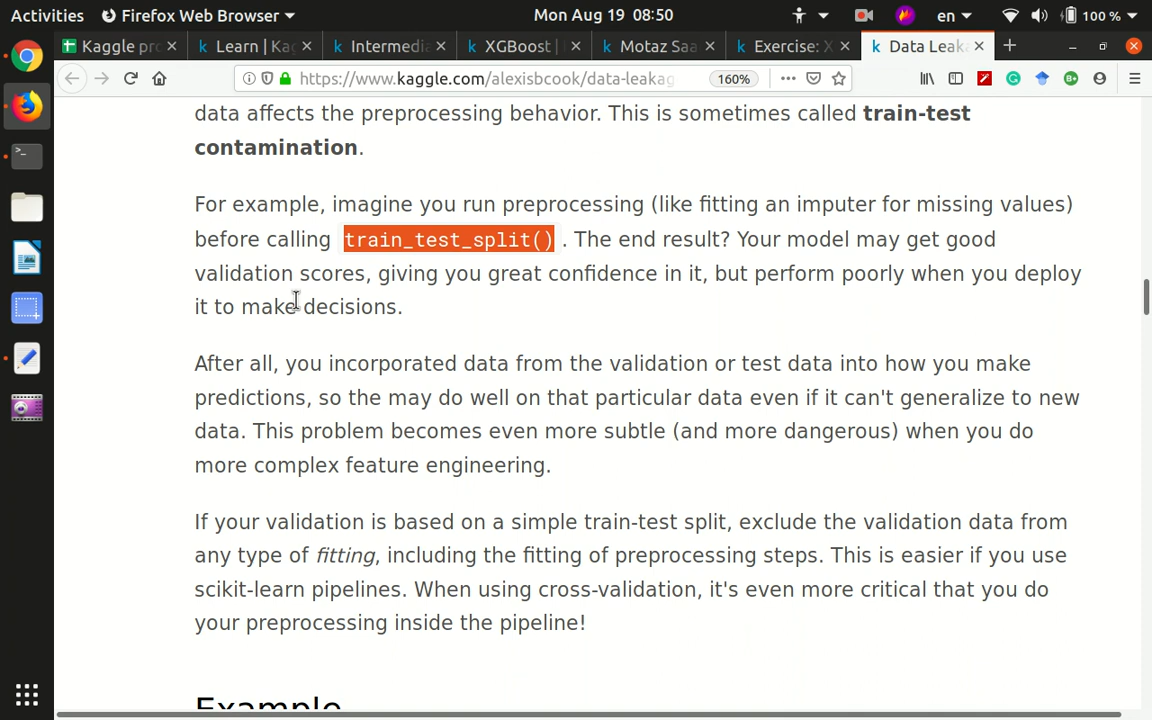 Activities Firefox Web Browser Mon Aug 19 08:50 en 100 %
Kaggle pr Learn | Ka Intermedi XGBoost | Motaz Saa Exercise: X Data Leak
https://www.kaggle.com/alexisbcook/data-leakag 160%
data affects the preprocessing behavior. This is sometimes called train-test
contamination.
For example, imagine you run preprocessing (like fitting an imputer for missing values)
before calling train_test_split() . The end result? Your model may get good
validation scores, giving you great confidence in it, but perform poorly when you deploy
it to make decisions.
After all, you incorporated data from the validation or test data into how you make
predictions, so the may do well on that particular data even if it can't generalize to new
data. This problem becomes even more subtle (and more dangerous) when you do
more complex feature engineering.
If your validation is based on a simple train-test split, exclude the validation data from
any type of fitting, including the fitting of preprocessing steps. This is easier if you use
scikit-learn pipelines. When using cross-validation, it's even more critical that you do
your preprocessing inside the pipeline!
Example